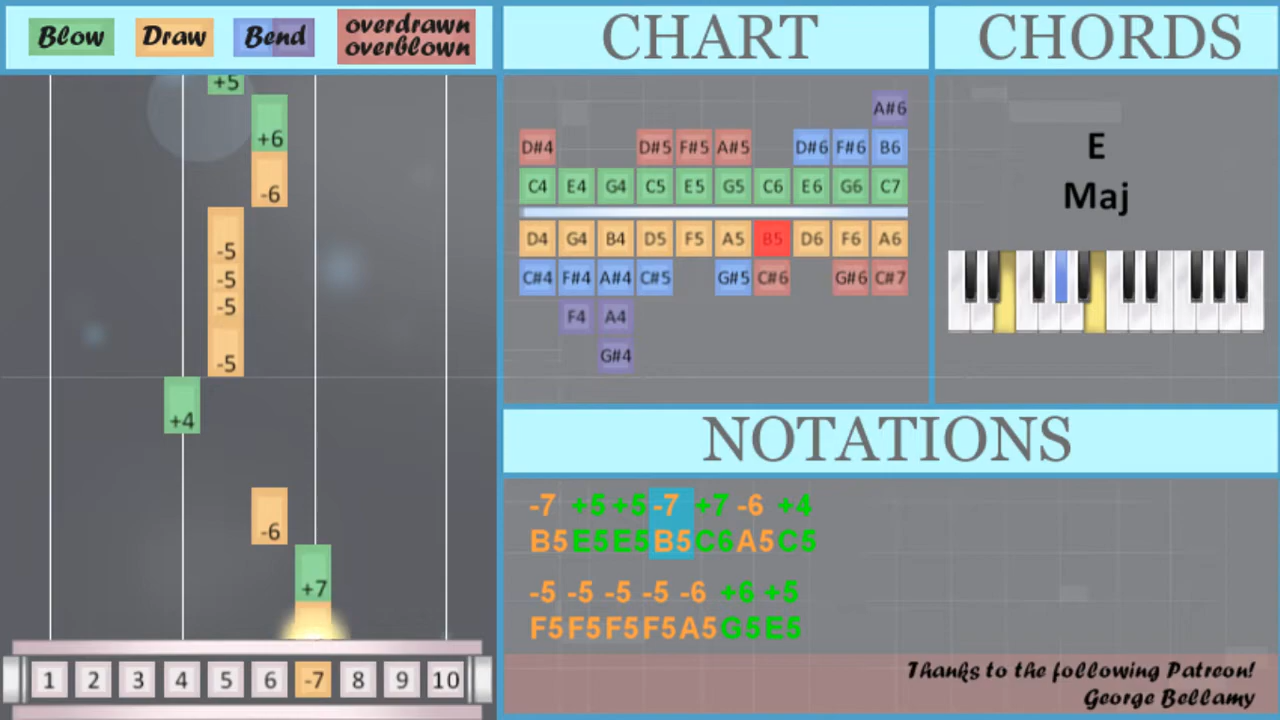 Blow Draw Bend overdrawn
overblown
CHART
CHORDS
+5
+6
-6
-5
-5
-5
-5
+4
-6
+7
1 2 3 4 5 6 -7 8 9 10
A#6
D#4 D#5 F#5 A#5 D#6 F#6 B6
C4 E4 G4 C5 E5 G5 C6 E6 G6 C7
D4 G4 B4 D5 F5 A5 B5 D6 F6 A6
C#4 F#4 A#4 C#5 G#5 C#6 G#6 C#7
F4 A4
G#4
E
Maj
NOTATIONS
-7 +5 +5 -7 +7 -6 +4
B5 E5 E5 B5 C6 A5 C5
-5 -5 -5 -5 -6 +6 +5
F5 F5 F5 F5 A5 G5 E5
Thanks to the following Patreon!
George Bellamy